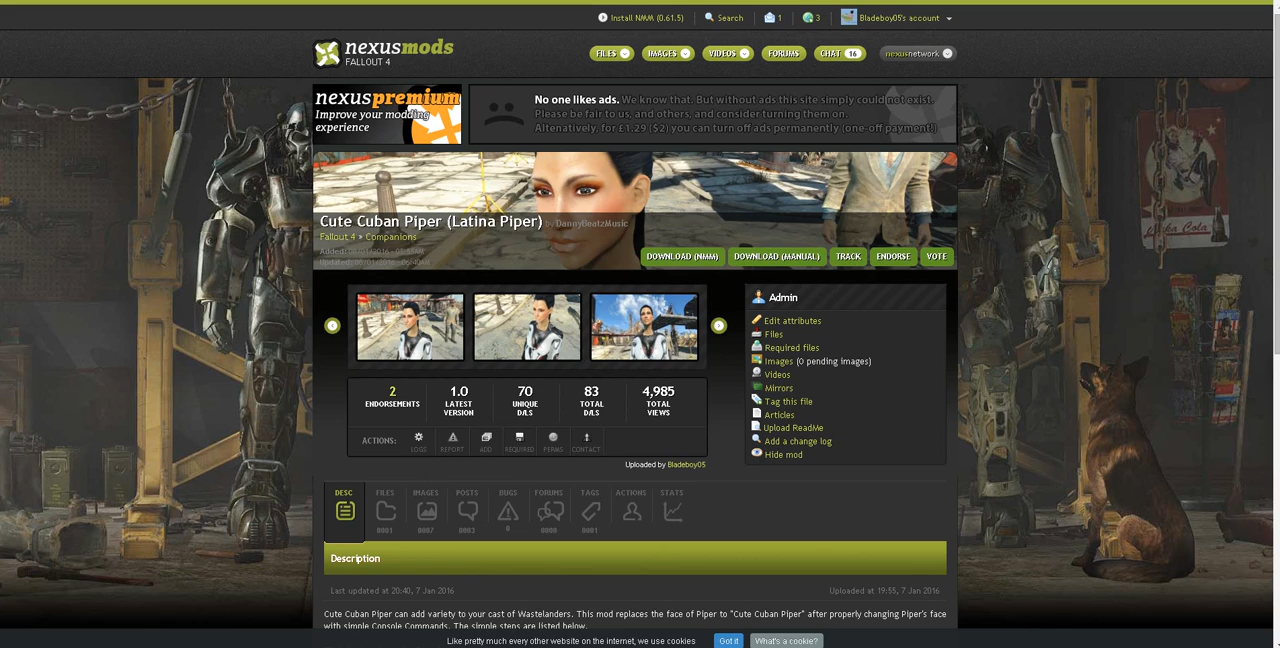 Install NMM (0.61.5)
Search
1
3
Bladeboy05's account
nexusmods
FALLOUT 4
FILES
IMAGES
VIDEOS
FORUMS
CHAT 16
nexusnetwork
nexuspremium
Improve your modding
experience
No one likes ads. We know that. But without ads this site simply could not exist.
Please be fair to us, and others, and consider turning them on.
Altenatively, for £1.29 ($2) you can turn off ads permanently (one-off payment!)
Cute Cuban Piper (Latina Piper) by DannyBeatzMusic
Fallout 4 » Companions
DOWNLOAD (NMM)
DOWNLOAD (MANUAL)
TRACK
ENDORSE
VOTE
Admin
Edit attributes
Files
Required files
Images (0 pending images)
Videos
Mirrors
Tag this file
Articles
Upload ReadMe
Add a change log
Hide mod
2
ENDORSEMENTS
1.0
LATEST
VERSION
70
UNIQUE
D/LS
83
TOTAL
D/LS
4,985
TOTAL
VIEWS
ACTIONS:
LOGS
REPORT
ADD
REQUIRED
PERMS
CONTACT
Uploaded by Bladeboy05
DESC
FILES
0001
IMAGES
0007
POSTS
0003
BUGS
0
FORUMS
0000
TAGS
0001
ACTIONS
STATS
Description
Last updated at 20:40, 7 Jan 2016
Uploaded at 19:55, 7 Jan 2016
Cute Cuban Piper can add variety to your cast of Wastelanders. This mod replaces the face of Piper to "Cute Cuban Piper" after properly changing Piper's face
with simple Console Commands. The simple steps are listed below.
Like pretty much every other website on the internet, we use cookies
Got it
What's a cookie?